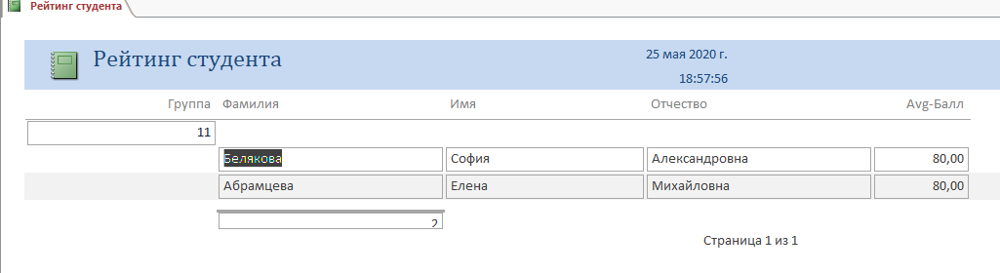 Рейтинг студента
Рейтинг студента
25 мая 2020 г.
18:57:56
Группа Фамилия Имя Отчество Avg-Балл
11
Белякова София Александровна 80,00
Абрамцева Елена Михайловна 80,00
2
Страница 1 из 1